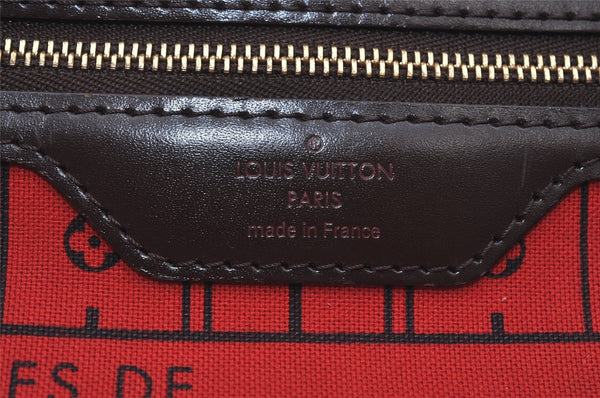 ®
LOUIS VUITTON
PARIS
made in France
ES DE